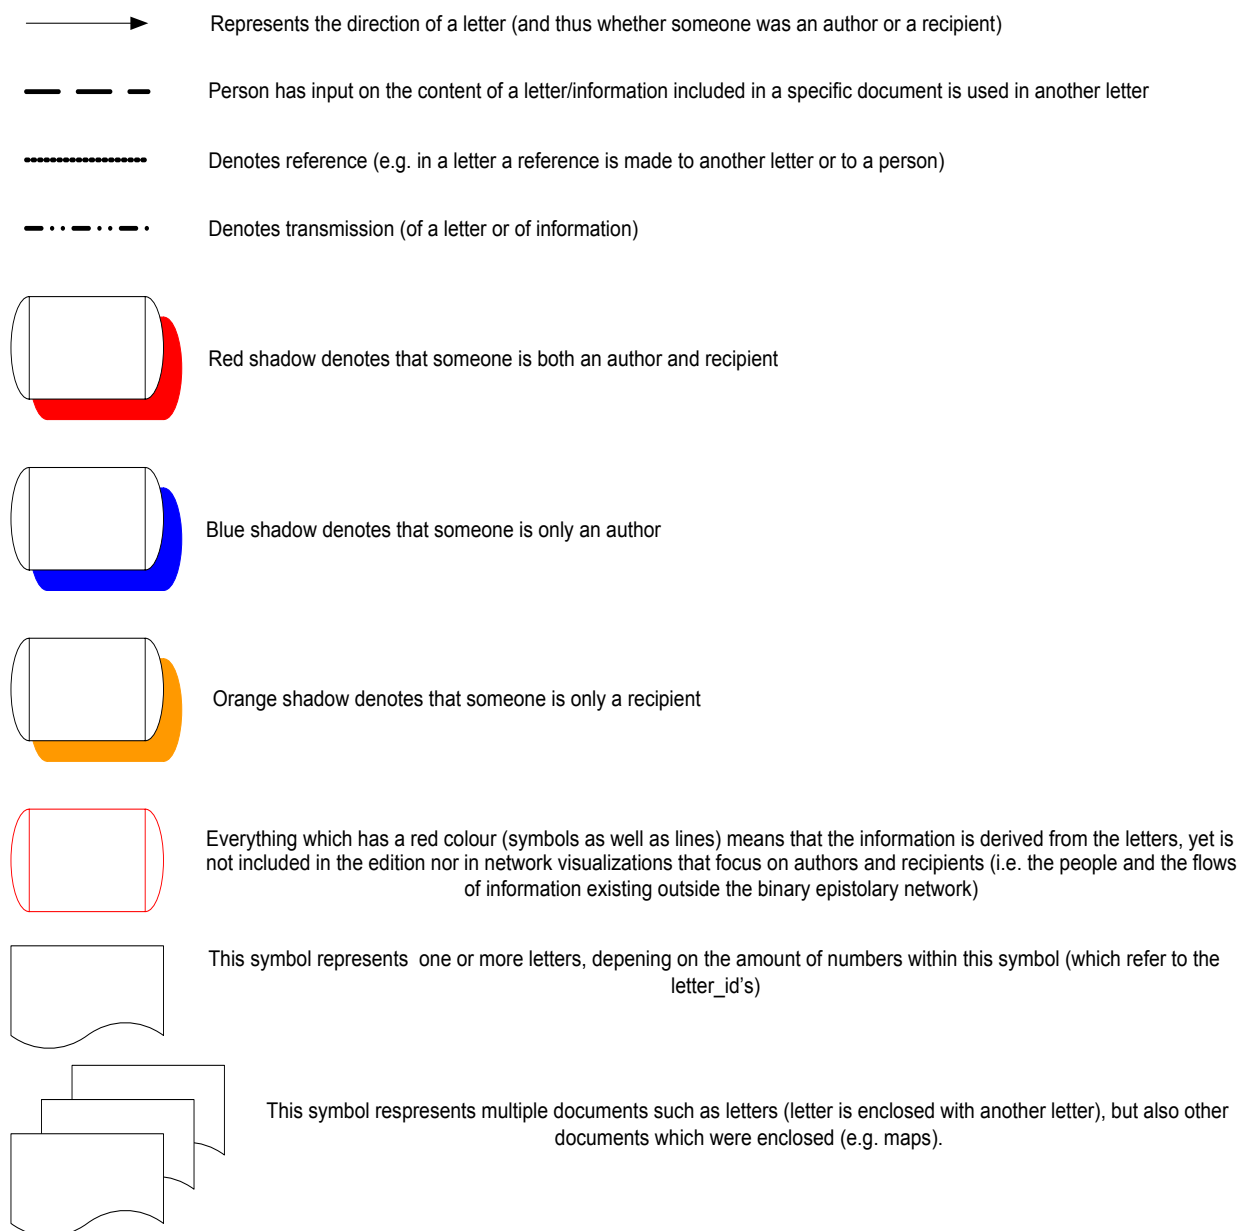 Represents the direction of a letter (and thus whether someone was an author or a recipient)
Person has input on the content of a letter/information included in a specific document is used in another letter
Denotes reference (e.g. in a letter a reference is made to another letter or to a person)
Denotes transmission (of a letter or of information)
Red shadow denotes that someone is both an author and recipient
Blue shadow denotes that someone is only an author
Orange shadow denotes that someone is only a recipient
Everything which has a red colour (symbols as well as lines) means that the information is derived from the letters, yet is
not included in the edition nor in network visualizations that focus on authors and recipients (i.e. the people and the flows
of information existing outside the binary epistolary network)
This symbol represents one or more letters, depening on the amount of numbers within this symbol (which refer to the
letter_id's)
This symbol respresents multiple documents such as letters (letter is enclosed with another letter), but also other
documents which were enclosed (e.g. maps).